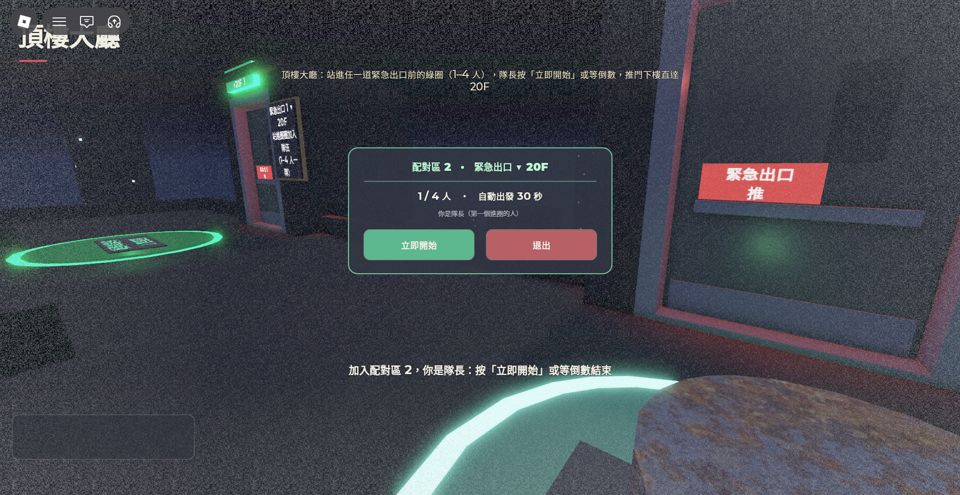 頂樓大廳
頂樓大廳：站進任一道緊急出口前的綠圈（1–4 人），隊長按「立即開始」或等倒數，推門下樓直達
20F
緊急出口 1 ▼
20F
配對區 2 • 緊急出口 ▼ 20F
1 / 4 人 • 自動出發 30 秒
你是隊長（第一個進圈的人）
立即開始
退出
緊急出口
推
加入配對區 2，你是隊長：按「立即開始」或等倒數結束